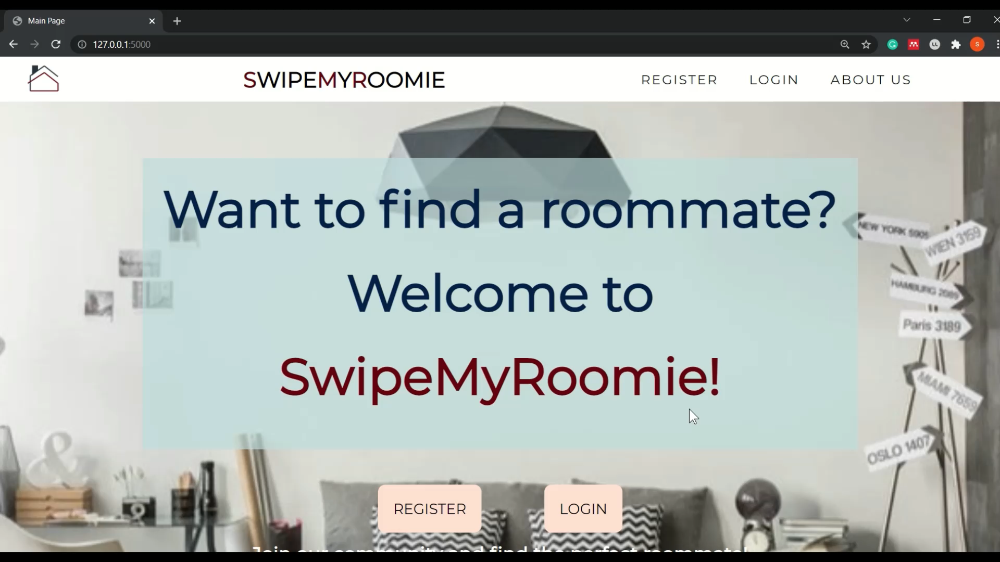 Main Page
127.0.0.1:5000
S
SWIPEMYROOMIE
REGISTER LOGIN ABOUT US
Want to find a roommate?
Welcome to
SwipeMyRoomie!
NEW YORK 5905
WIEN 3159
HAMBURG 2089
Paris 3189
MIAMI 7659
OSLO 1407
&
REGISTER LOGIN
Join our community and find the perfect roommate!